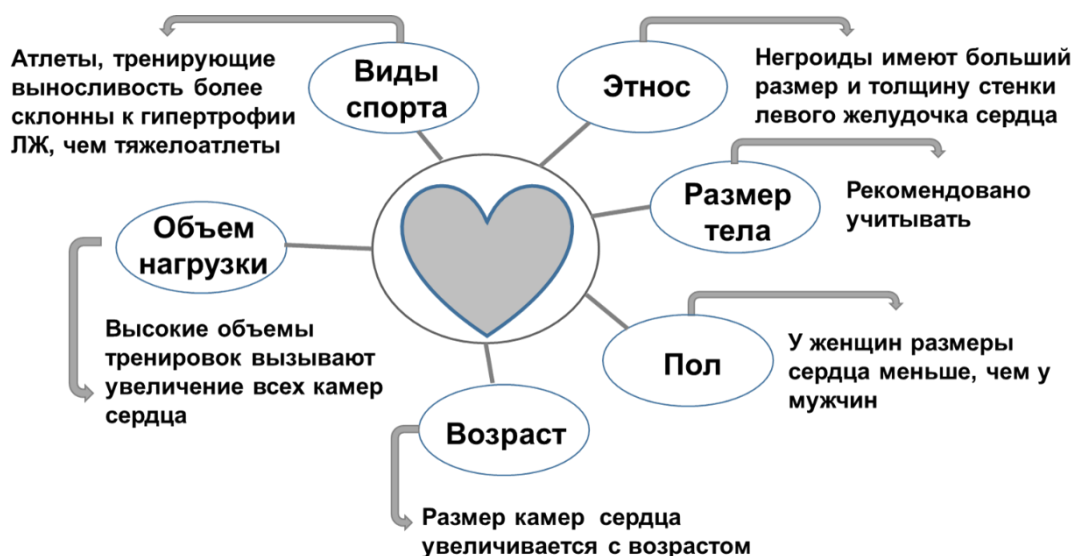 Виды
спорта
Атлеты, тренирующие
выносливость более
склонны к гипертрофии
ЛЖ, чем тяжелоатлеты
Этнос
Негроиды имеют больший
размер и толщину стенки
левого желудочка сердца
Размер
тела
Рекомендовано
учитывать
Объем
нагрузки
Высокие объемы
тренировок вызывают
увеличение всех камер
сердца
Пол
У женщин размеры
сердца меньше, чем у
мужчин
Возраст
Размер камер сердца
увеличивается с возрастом